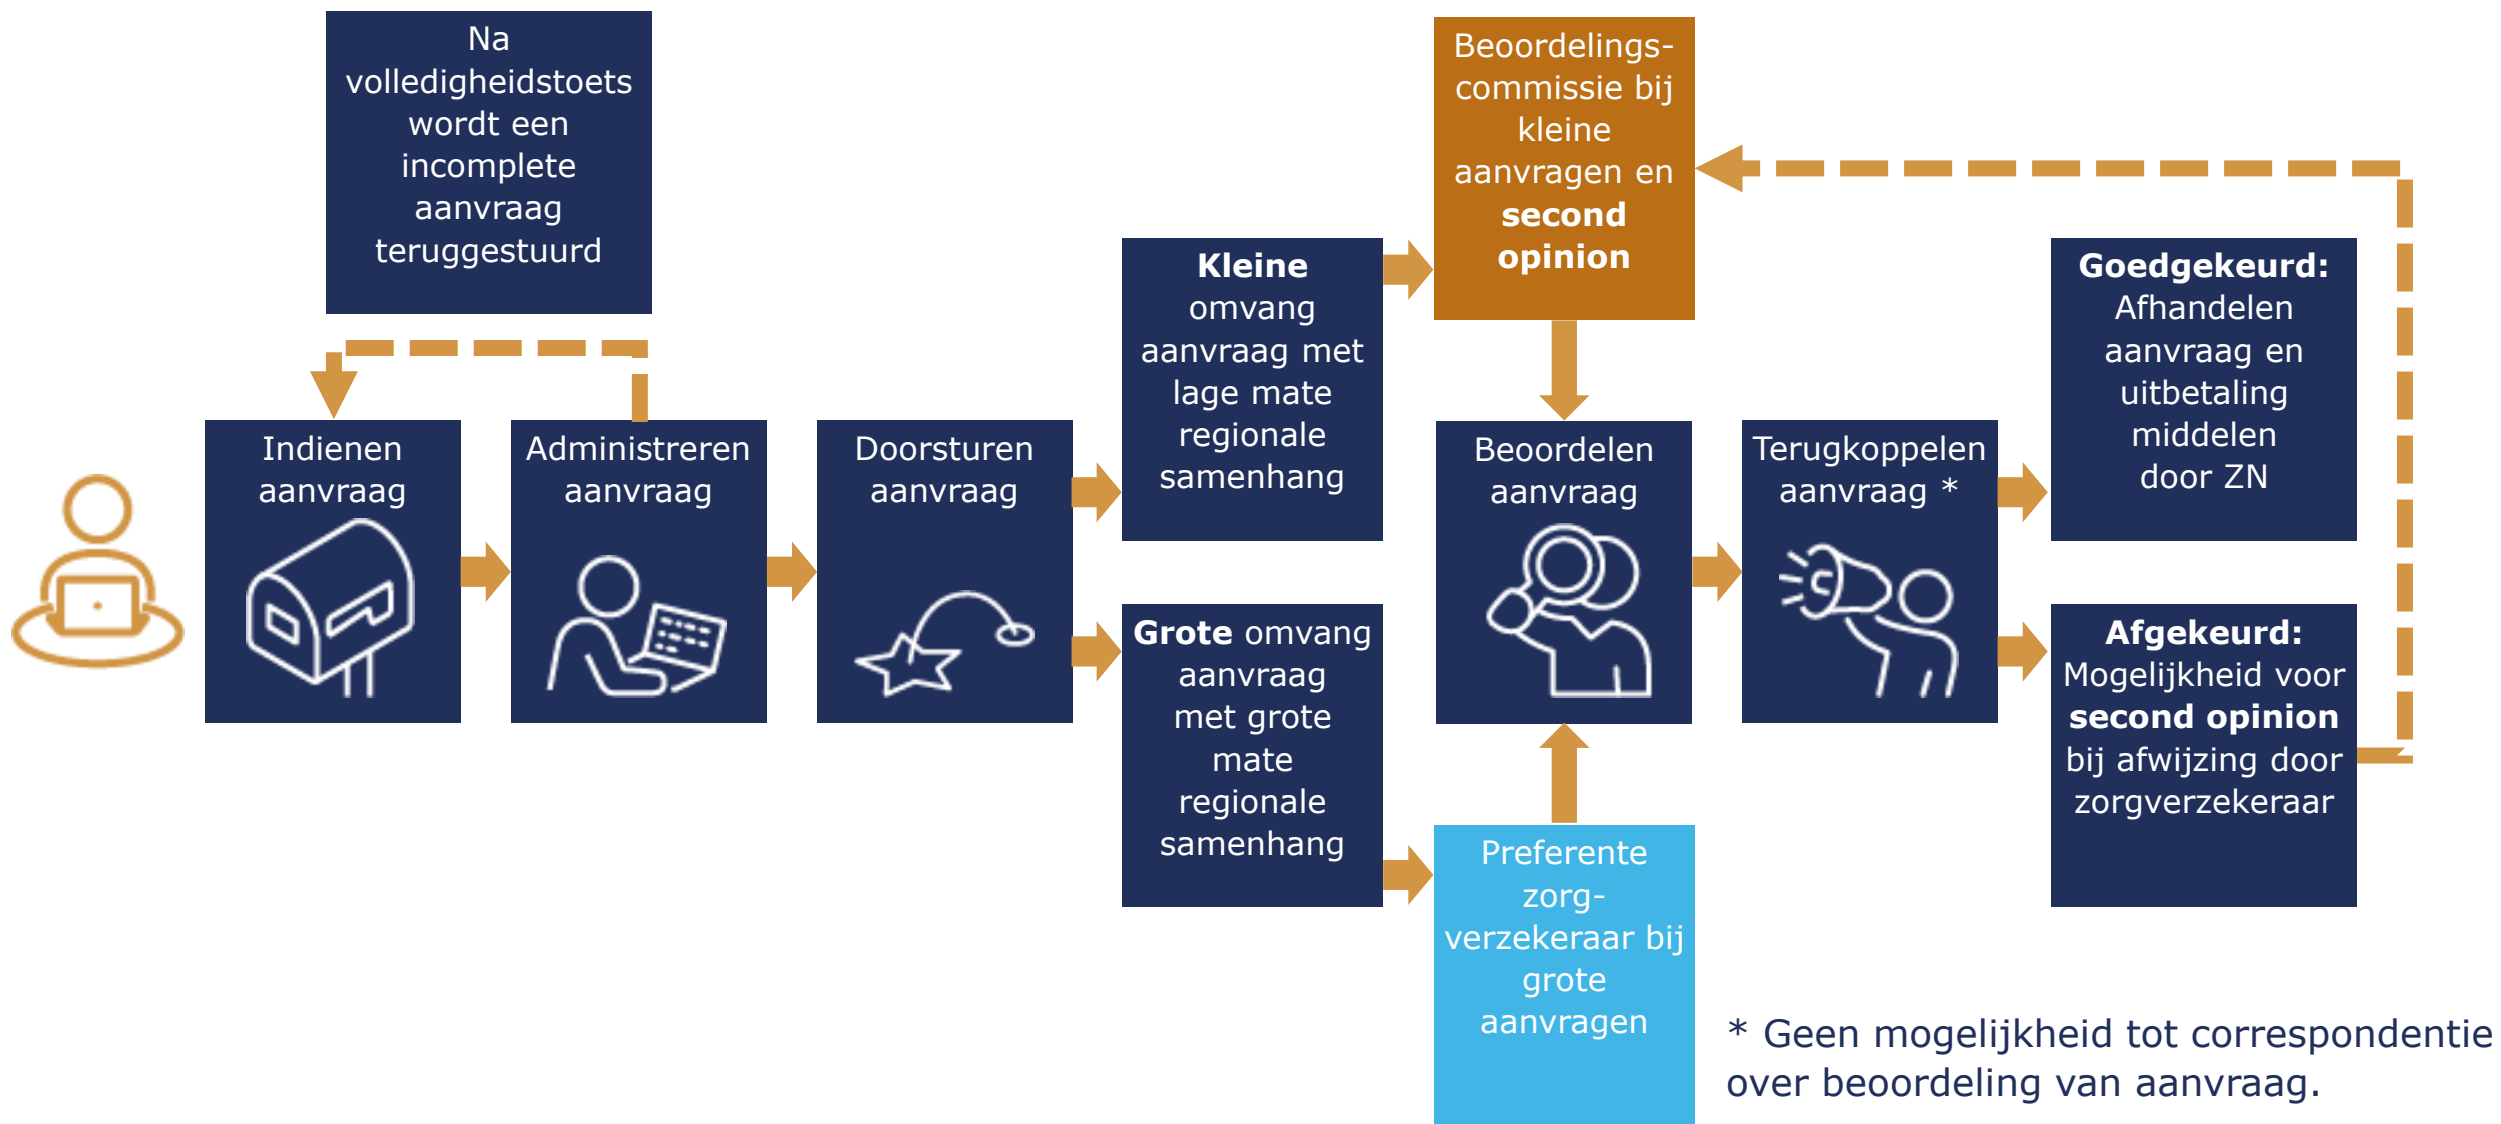 Na
volledigheidstoets
wordt een
incomplete
aanvraag
teruggestuurd
Indienen
aanvraag
Administreren
aanvraag
Doorsturen
aanvraag
Kleine
omvang
aanvraag met
lage mate
regionale
samenhang
Grote omvang
aanvraag
met grote
mate
regionale
samenhang
Beoordelings-
commissie bij
kleine
aanvragen en
second
opinion
Beoordelen
aanvraag
Preferente
zorg-
verzekeraar bij
grote
aanvragen
Terugkoppelen
aanvraag *
Goedgekeurd:
Afhandelen
aanvraag en
uitbetaling
middelen
door ZN
Afgekeurd:
Mogelijkheid voor
second opinion
bij afwijzing door
zorgverzekeraar
* Geen mogelijkheid tot correspondentie
over beoordeling van aanvraag.